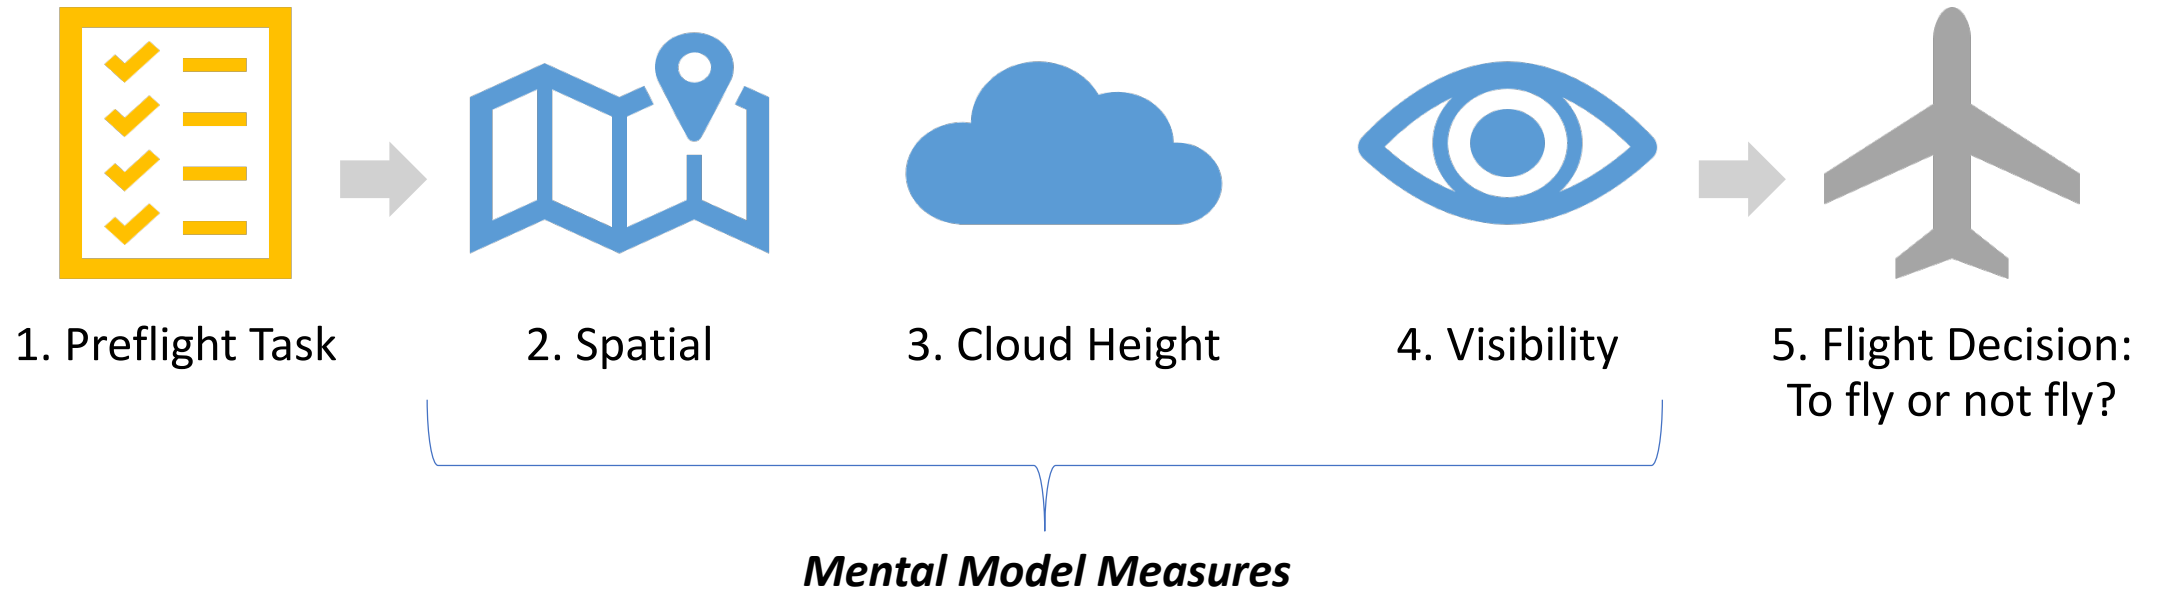 1. Preflight Task
2. Spatial
3. Cloud Height
4. Visibility
5. Flight Decision:
To fly or not fly?
Mental Model Measures